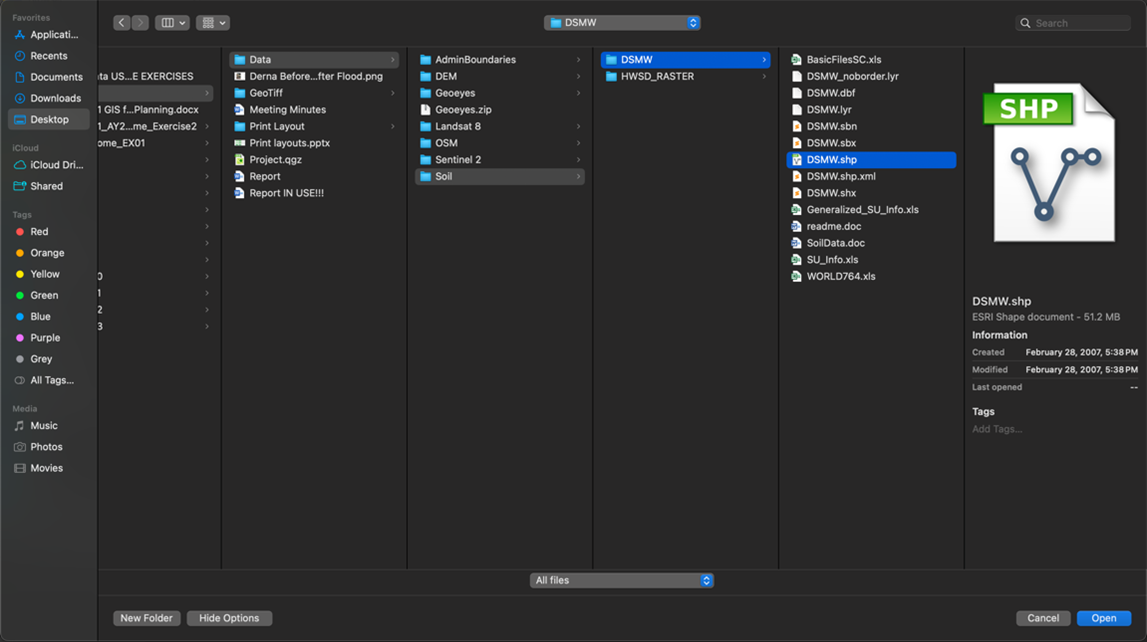 Favorites
Applicati...
Recents
Documents
Downloads
Desktop
iCloud
iCloud Dri...
Shared
Tags
Red
Orange
Yellow
Green
Blue
Purple
Grey
All Tags...
Media
Music
Photos
Movies
DSMW
Search
ata US...E EXERCISES
1 GIS f...Planning.docx
1_AY2...me_Exercise2
ome_EX01
0
1
2
3
Data
Derna Before...fter Flood.png
GeoTiff
Meeting Minutes
Print Layout
Print layouts.pptx
Project.qgz
Report
Report IN USE!!!
AdminBoundaries
DEM
Geoeyes
Geoeyes.zip
Landsat 8
OSM
Sentinel 2
Soil
DSMW
HWSD_RASTER
BasicFilesSC.xls
DSMW_noborder.lyr
DSMW.dbf
DSMW.lyr
DSMW.sbn
DSMW.sbx
DSMW.shp
DSMW.shp.xml
DSMW.shx
Generalized_SU_Info.xls
readme.doc
SoilData.doc
SU_Info.xls
WORLD764.xls
SHP
DSMW.shp
ESRI Shape document - 51.2 MB
Information
Created February 28, 2007, 5:38 PM
Modified February 28, 2007, 5:38 PM
Last opened --
Tags
Add Tags...
All files
New Folder
Hide Options
Cancel
Open